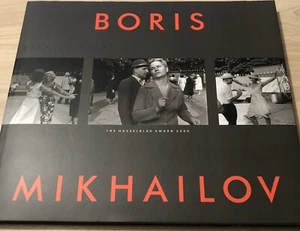 BORIS
THE HASSELBLAD AWARD 2000
MIKHAILOV